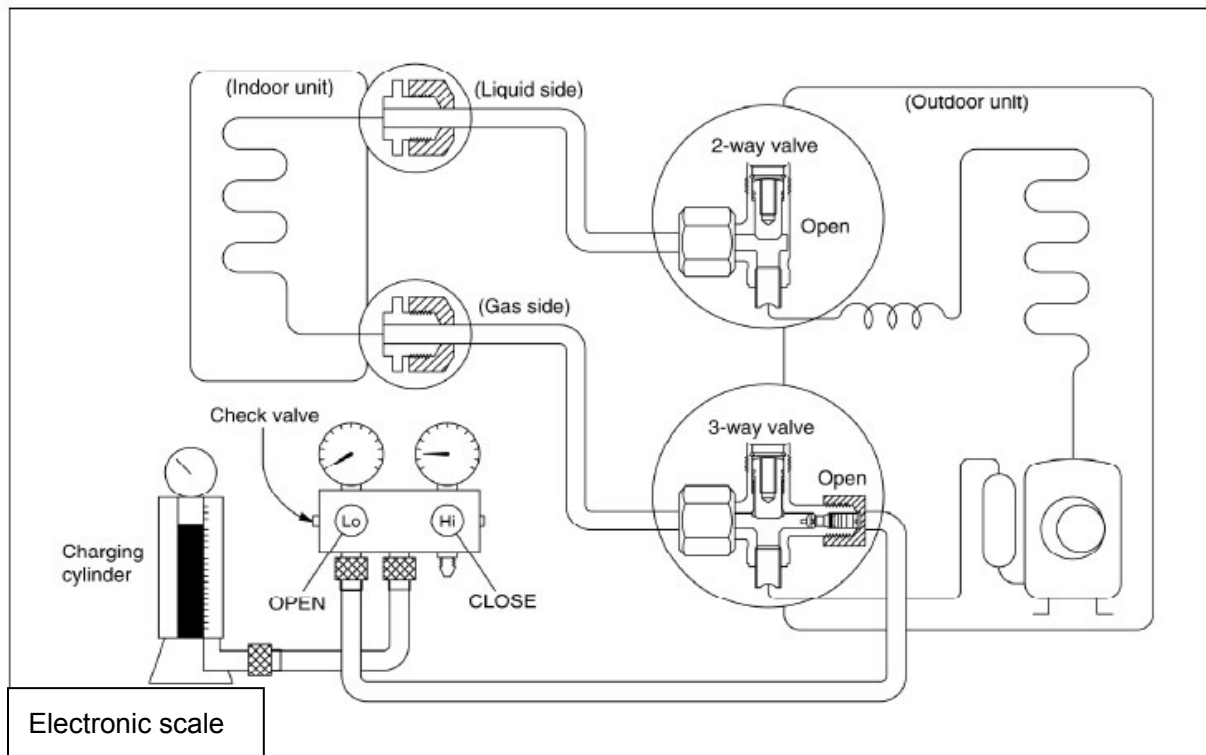 (Indoor unit)
(Liquid side)
(Outdoor unit)
2-way valve
Open
(Gas side)
Check valve
3-way valve
Open
Lo
Hi
Charging
cylinder
OPEN
CLOSE
Electronic scale